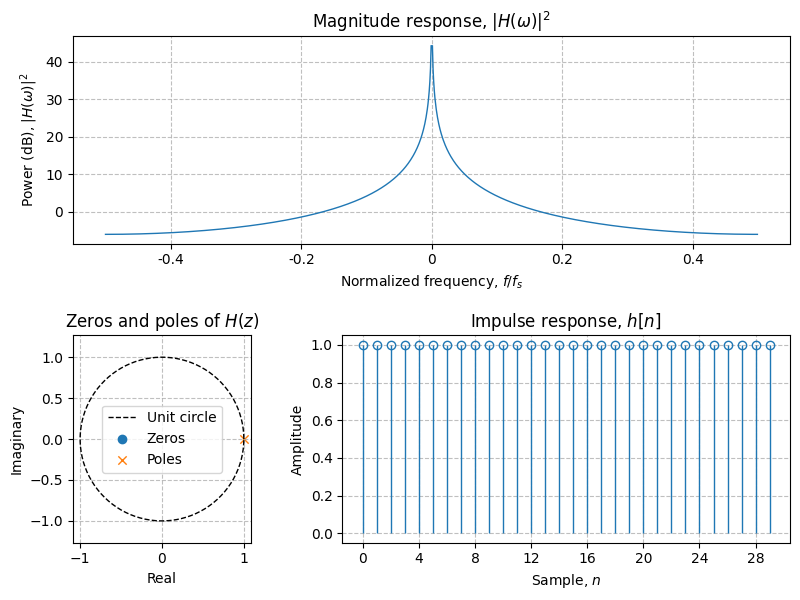 Magnitude response, |H(ω)|²
Power (dB), |H(ω)|²
40
30
20
10
0
-0.4 -0.2 0 0.2 0.4
Normalized frequency, f/fₛ
Zeros and poles of H(z)
Imaginary
1.0
0.5
0.0
−0.5
−1.0
Unit circle
Zeros
Poles
−1 0 1
Real
Impulse response, h[n]
Amplitude
1.0
0.8
0.6
0.4
0.2
0.0
0 4 8 12 16 20 24 28
Sample, n